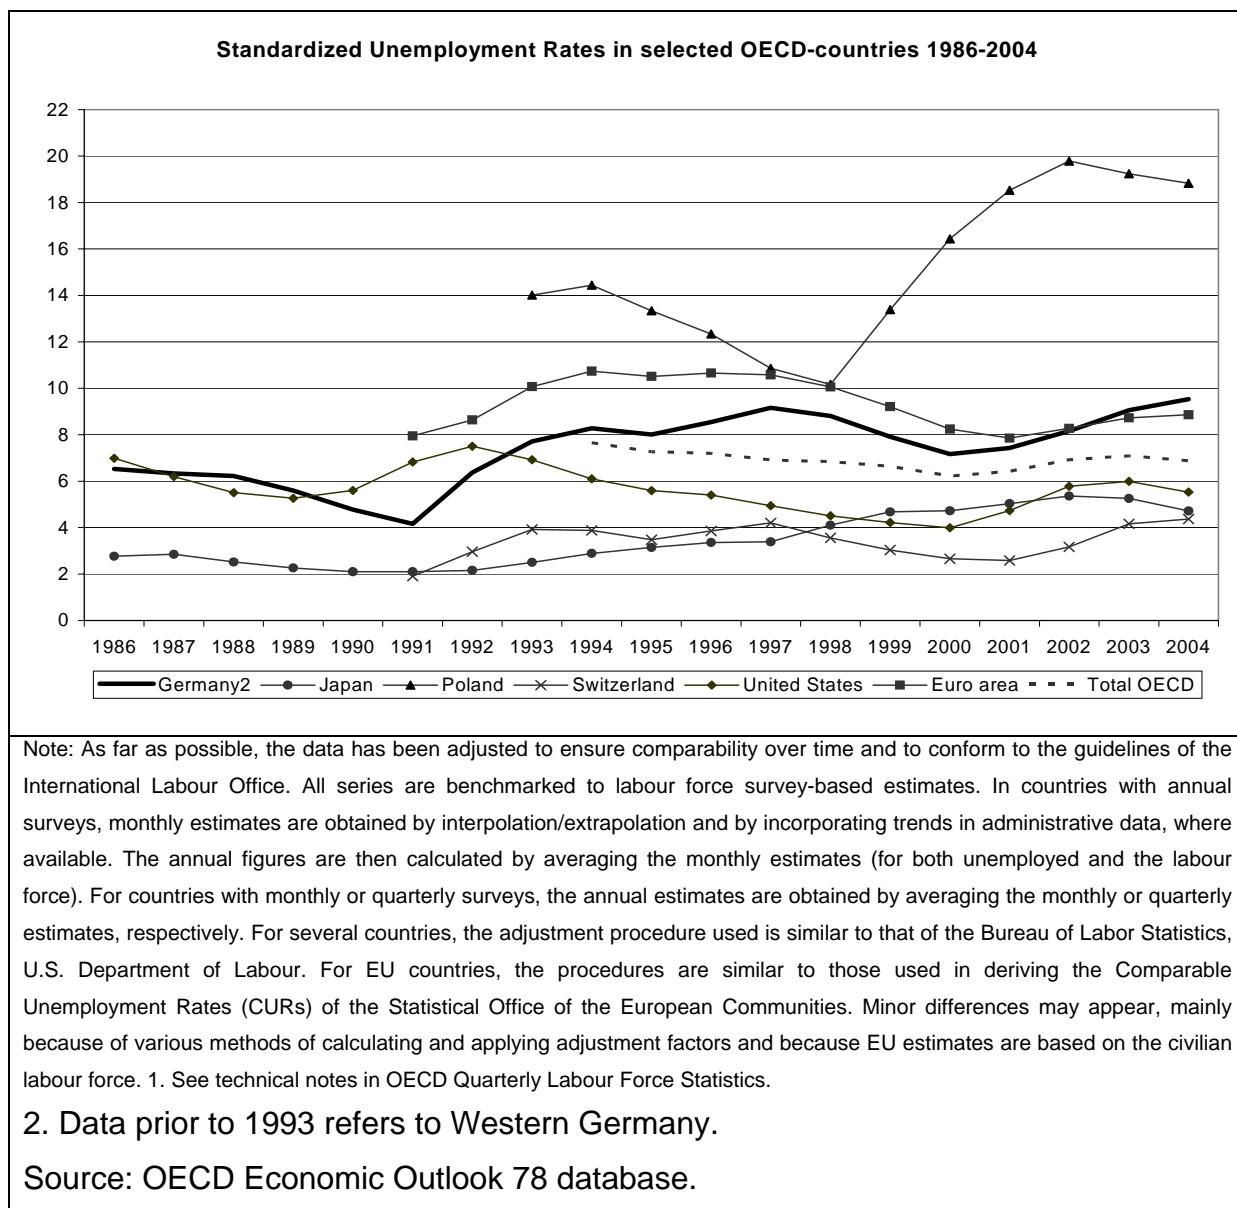 Standardized Unemployment Rates in selected OECD-countries 1986-2004
22
20
18
16
14
12
10
8
6
4
2
0
1986 1987 1988 1989 1990 1991 1992 1993 1994 1995 1996 1997 1998 1999 2000 2001 2002 2003 2004
Germany2 Japan Poland Switzerland United States Euro area Total OECD
Note: As far as possible, the data has been adjusted to ensure comparability over time and to conform to the guidelines of the
International Labour Office. All series are benchmarked to labour force survey-based estimates. In countries with annual
surveys, monthly estimates are obtained by interpolation/extrapolation and by incorporating trends in administrative data, where
available. The annual figures are then calculated by averaging the monthly estimates (for both unemployed and the labour
force). For countries with monthly or quarterly surveys, the annual estimates are obtained by averaging the monthly or quarterly
estimates, respectively. For several countries, the adjustment procedure used is similar to that of the Bureau of Labor Statistics,
U.S. Department of Labour. For EU countries, the procedures are similar to those used in deriving the Comparable
Unemployment Rates (CURs) of the Statistical Office of the European Communities. Minor differences may appear, mainly
because of various methods of calculating and applying adjustment factors and because EU estimates are based on the civilian
labour force. 1. See technical notes in OECD Quarterly Labour Force Statistics.
2. Data prior to 1993 refers to Western Germany.
Source: OECD Economic Outlook 78 database.